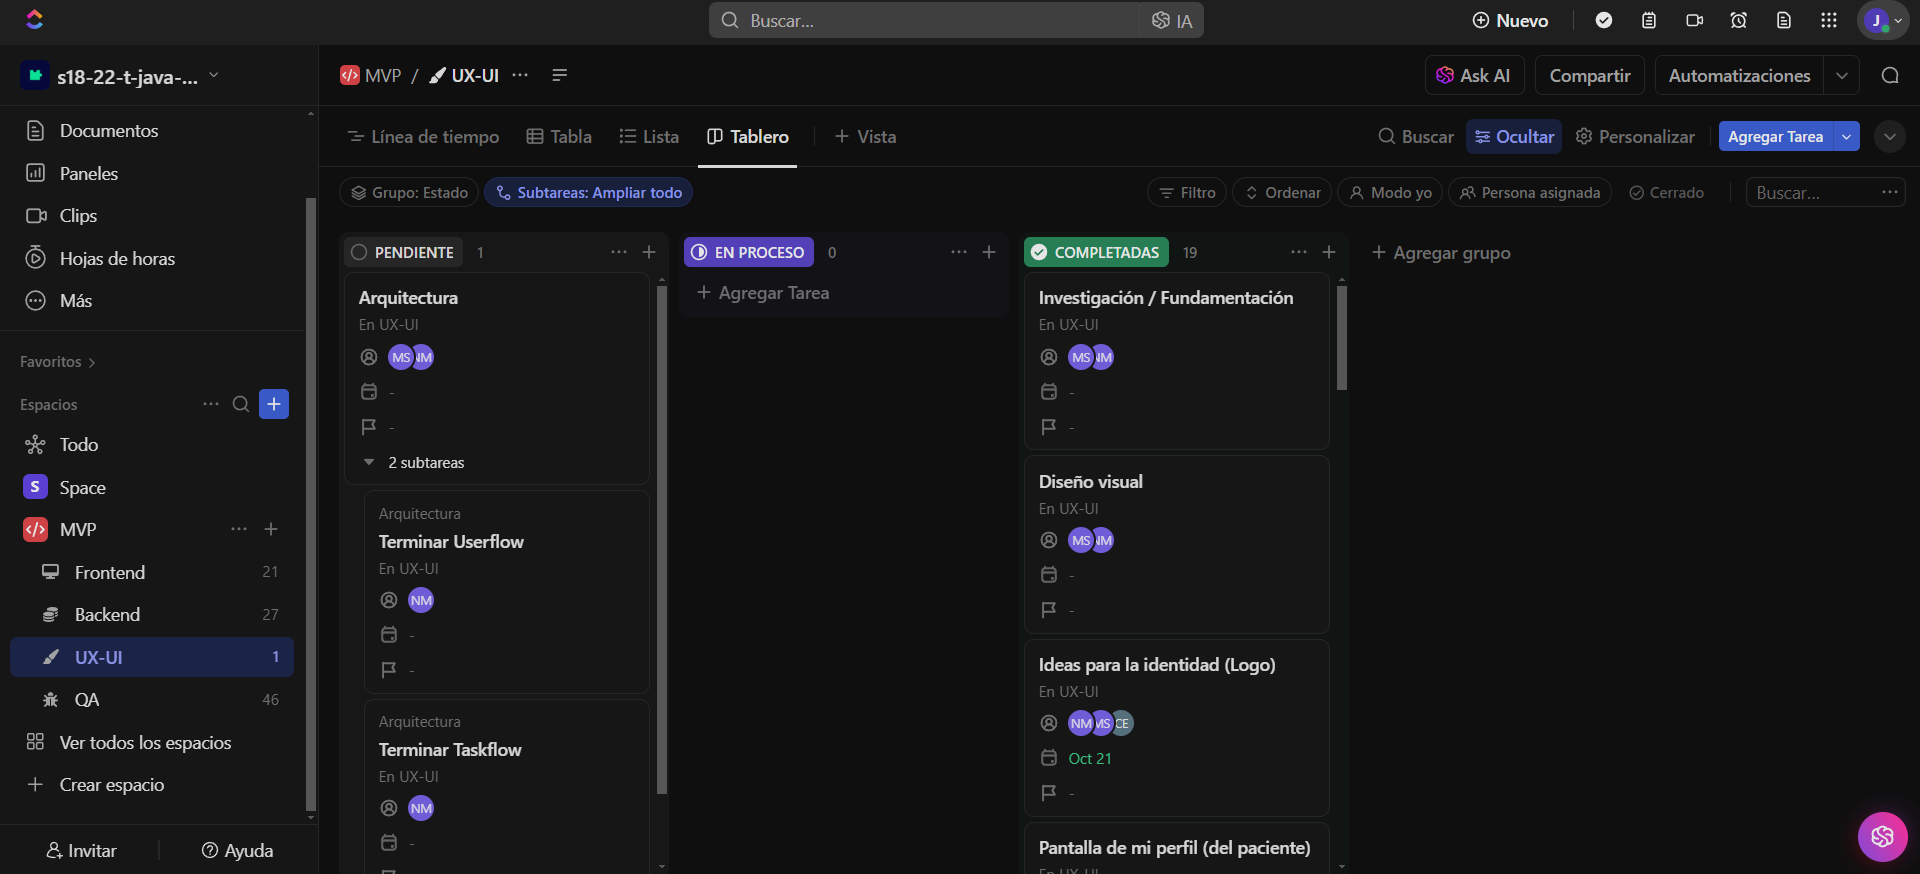 Buscar...
IA
Nuevo
J
s18-22-t-java-...
MVP / UX-UI
Ask AI
Compartir
Automatizaciones
Documentos
Paneles
Clips
Hojas de horas
Más
Favoritos
Espacios
Todo
S Space
MVP
Frontend 21
Backend 27
UX-UI 1
QA 46
Ver todos los espacios
Crear espacio
Invitar
Ayuda
Línea de tiempo
Tabla
Lista
Tablero
Vista
Buscar
Ocultar
Personalizar
Agregar Tarea
Grupo: Estado
Subtareas: Ampliar todo
Filtro
Ordenar
Modo yo
Persona asignada
Cerrado
Buscar...
PENDIENTE 1
Arquitectura
En UX-UI
MS NM
-
-
2 subtareas
Arquitectura
Terminar Userflow
En UX-UI
NM
-
-
Arquitectura
Terminar Taskflow
En UX-UI
NM
-
EN PROCESO 0
Agregar Tarea
COMPLETADAS 19
Investigación / Fundamentación
En UX-UI
MS NM
-
-
Diseño visual
En UX-UI
MS NM
-
-
Ideas para la identidad (Logo)
En UX-UI
NM MS CE
Oct 21
-
Pantalla de mi perfil (del paciente)
En UX-UI
Agregar grupo